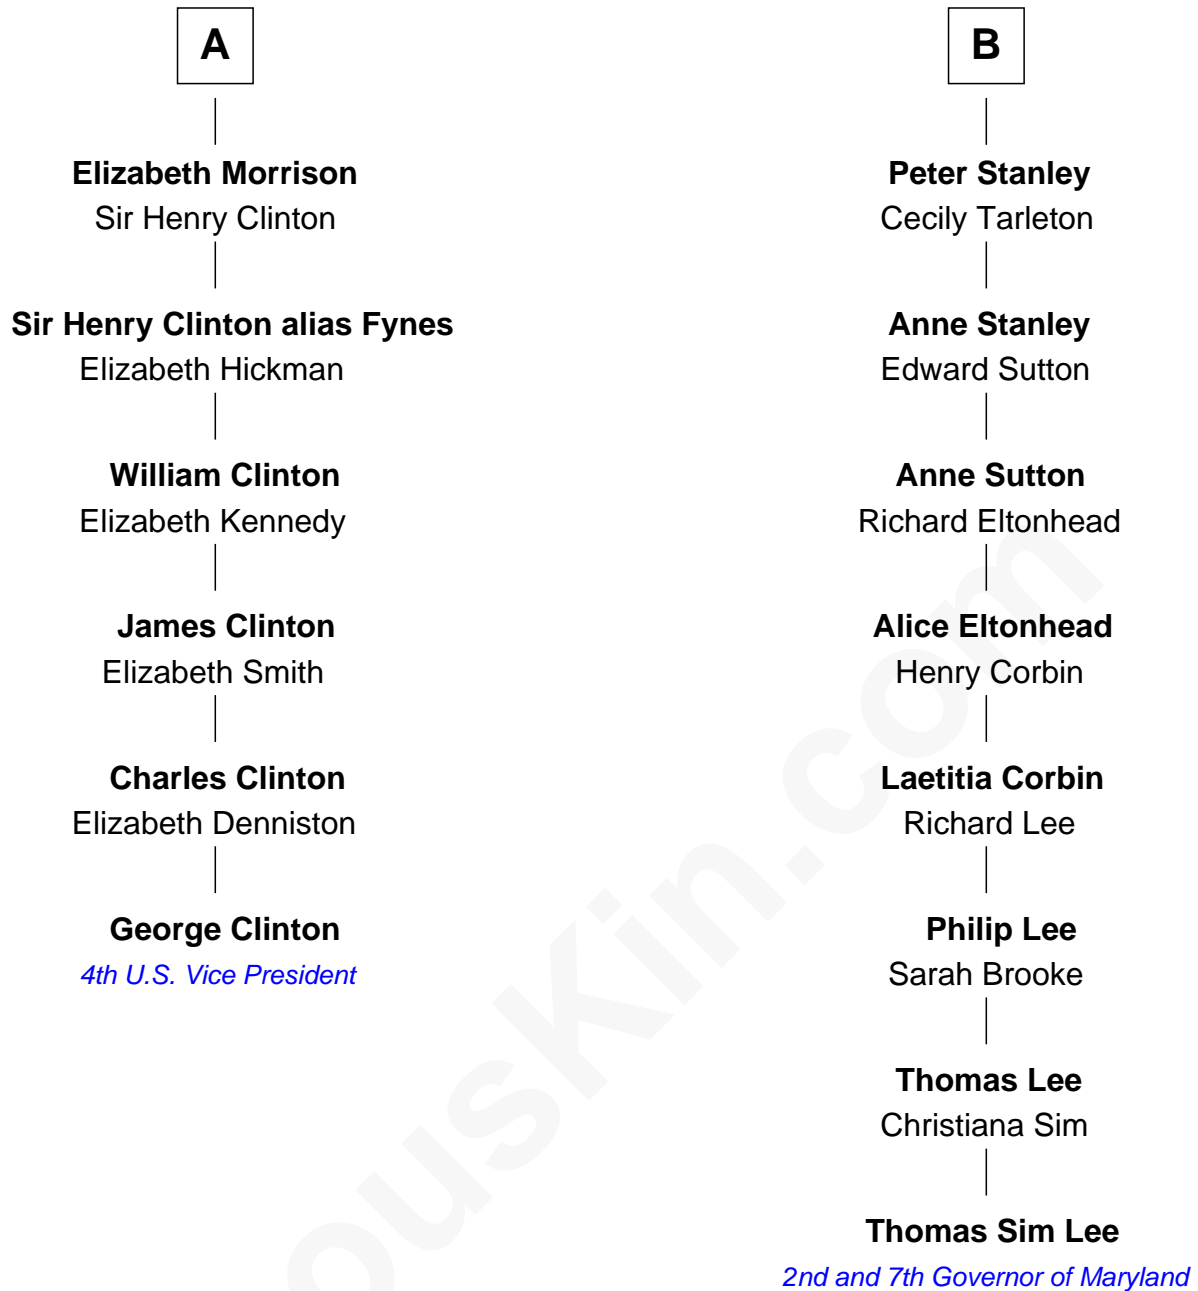 A
Elizabeth Morrison
Sir Henry Clinton
Sir Henry Clinton alias Fynes
Elizabeth Hickman
William Clinton
Elizabeth Kennedy
James Clinton
Elizabeth Smith
Charles Clinton
Elizabeth Denniston
George Clinton
4th U.S. Vice President
B
Peter Stanley
Cecily Tarleton
Anne Stanley
Edward Sutton
Anne Sutton
Richard Eltonhead
Alice Eltonhead
Henry Corbin
Laetitia Corbin
Richard Lee
Philip Lee
Sarah Brooke
Thomas Lee
Christiana Sim
Thomas Sim Lee
2nd and 7th Governor of Maryland
ousKin.com